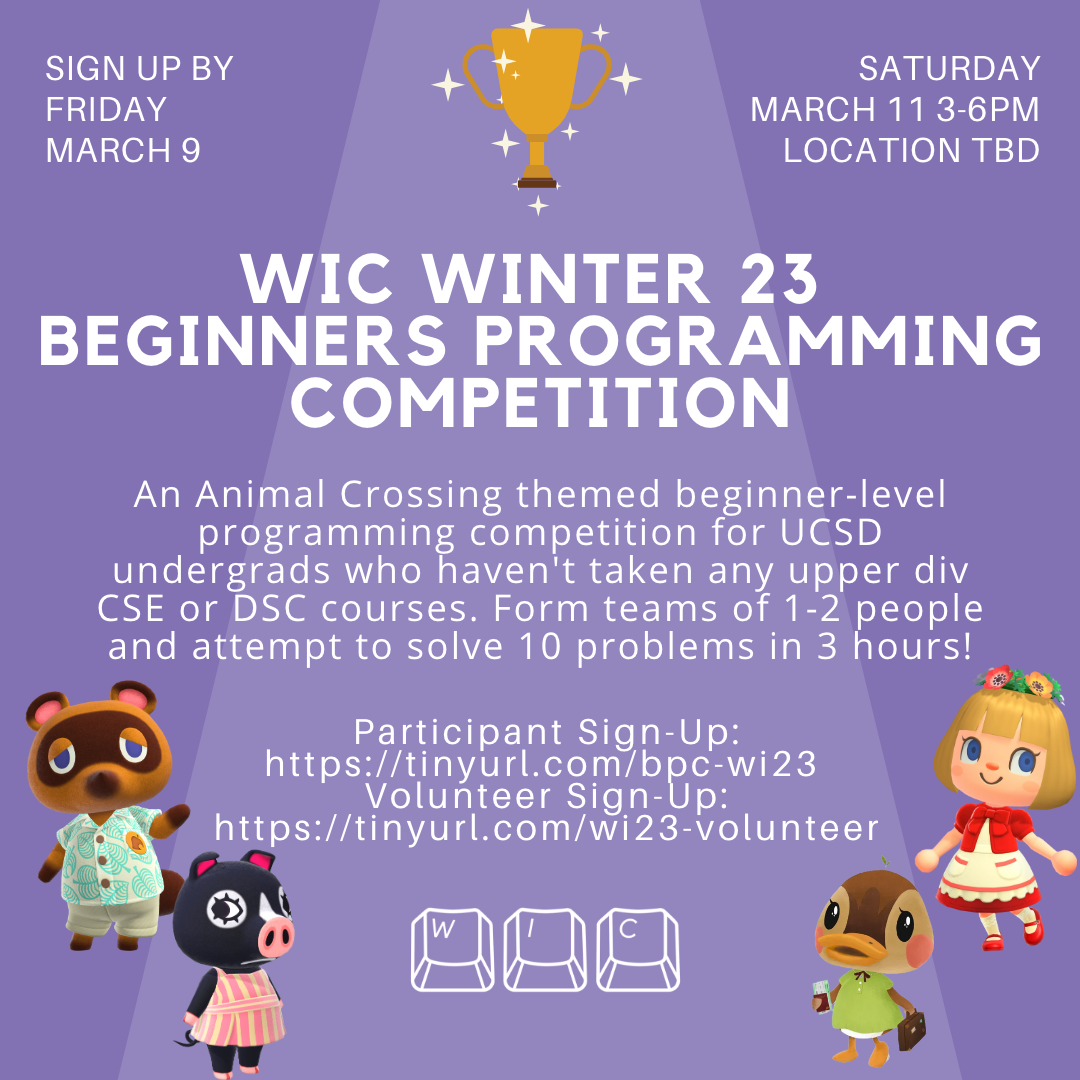 SIGN UP BY
FRIDAY
MARCH 9
SATURDAY
MARCH 11 3-6PM
LOCATION TBD
WIC WINTER 23
BEGINNERS PROGRAMMING
COMPETITION
An Animal Crossing themed beginner-level
programming competition for UCSD
undergrads who haven't taken any upper div
CSE or DSC courses. Form teams of 1-2 people
and attempt to solve 10 problems in 3 hours!
Participant Sign-Up:
https://tinyurl.com/bpc-wi23
Volunteer Sign-Up:
https://tinyurl.com/wi23-volunteer
W I C